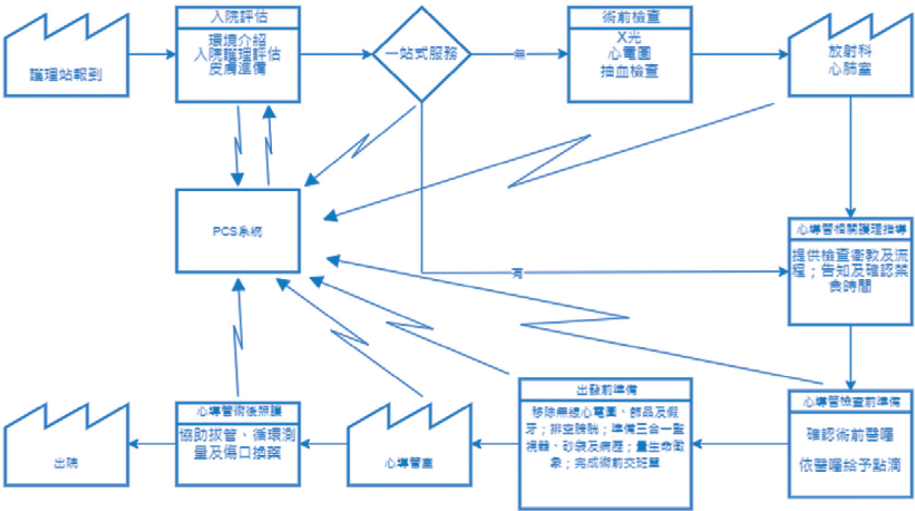 護理站報到
入院評估
環境介紹
入院護理評估
皮膚準備
一站式服務
無
術前檢查
X光
心電圖
抽血檢查
放射科
心肺室
PCS系統
有
心導管相關護理指導
提供檢查衛教及流
程；告知及確認禁
食時間
心導管檢查前準備
確認術前醫囑
依醫囑給予點滴
出發前準備
移除無線心電圖、飾品及假
牙；排空膀胱；準備三合一監
視器、砂袋及病歷；量生命徵
象；完成術前交班單
心導管室
心導管術後照護
協助拔管、循環測
量及傷口換藥
出院